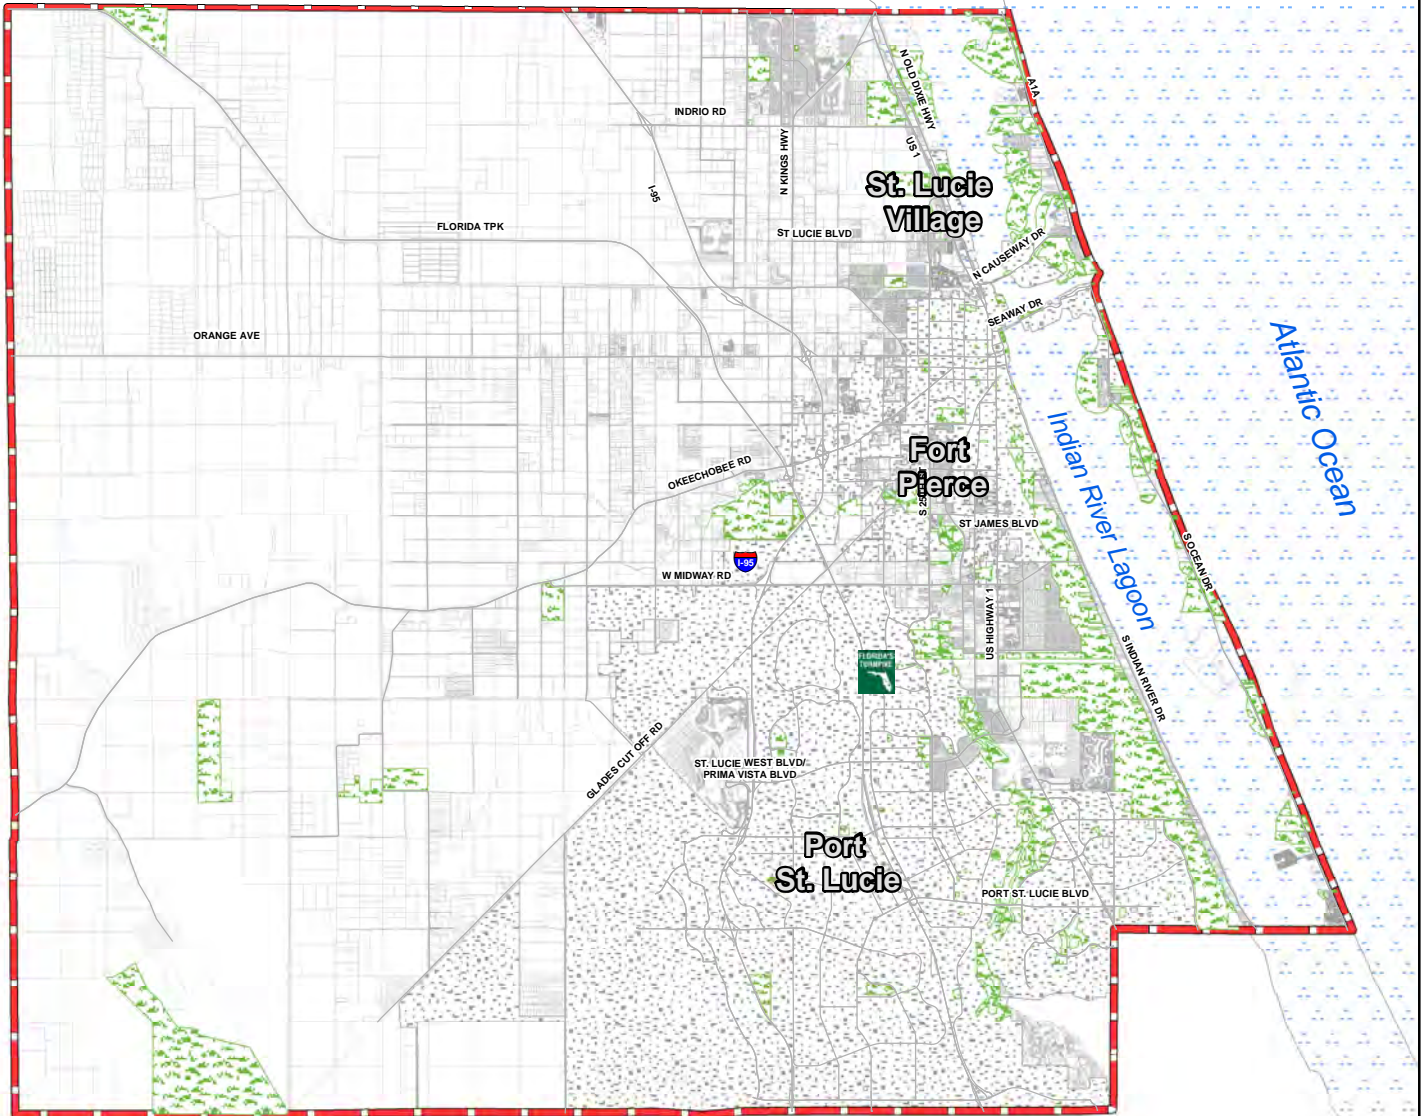 N OLD DIXIE HWY
A1A
INDRIO RD
US 1
N KINGS HWY
I-95
St. Lucie
Village
FLORIDA TPK
ST LUCIE BLVD
N CAUSEWAY DR
SEAWAY DR
ORANGE AVE
Atlantic Ocean
Indian River Lagoon
Fort
Pierce
OKEECHOBEE RD
ST JAMES BLVD
S OCEAN DR
I-95
W MIDWAY RD
US HIGHWAY 1
FLORIDA'S
TURNPIKE
S INDIAN RIVER DR
GLADES CUT OFF RD
ST. LUCIE WEST BLVD/
PRIMA VISTA BLVD
Port
St. Lucie
PORT ST. LUCIE BLVD